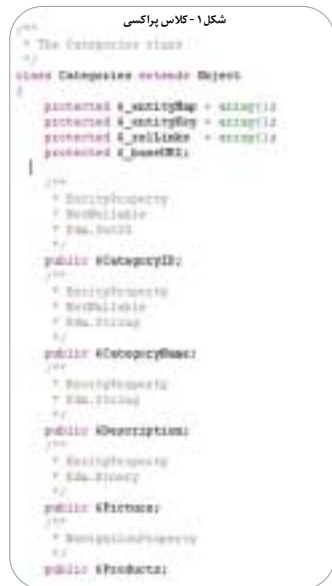 شکل ۱ - کلاس پراکسی
/**
* The Categories class
*/
class Categories extends Object
{
protected $_entityMap = array();
protected $_entityKey = array();
protected $_relLinks = array();
protected $_baseURI;
/**
* EntityProperty
* NotNullable
* Edm.Int32
*/
public $CategoryID;
/**
* EntityProperty
* NotNullable
* Edm.String
*/
public $CategoryName;
/**
* EntityProperty
* Edm.String
*/
public $Description;
/**
* EntityProperty
* Edm.Binary
*/
public $Picture;
/**
* NavigationProperty
*/
public $Products;